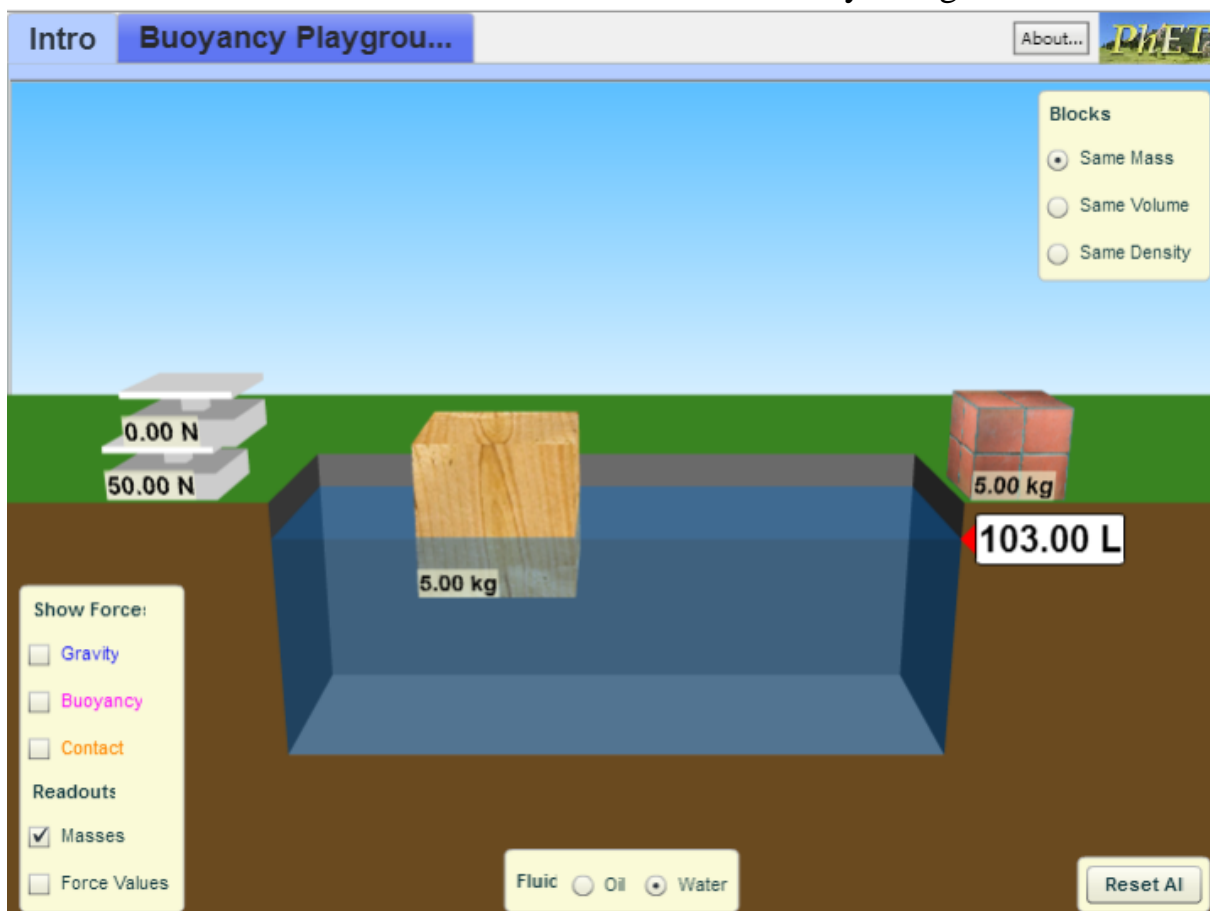 Intro
Buoyancy Playgrou...
About...
PhET
Blocks
Same Mass
Same Volume
Same Density
0.00 N
50.00 N
5.00 kg
5.00 kg
103.00 L
Show Force:
Gravity
Buoyancy
Contact
Readouts
Masses
Force Values
Fluid
Oil
Water
Reset Al